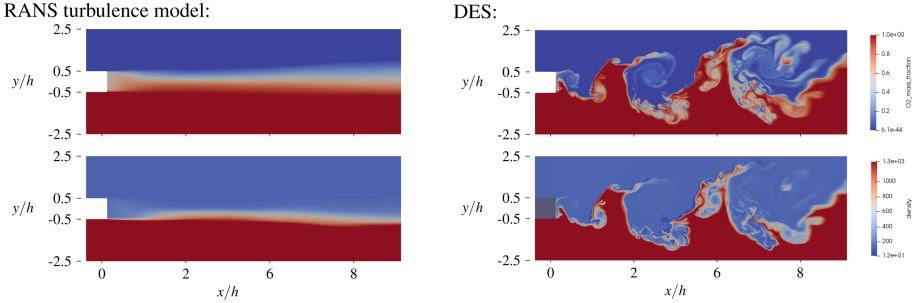 RANS turbulence model:
DES:
2.5
0.5
-0.5
-2.5
y/h
2.5
0.5
-0.5
-2.5
y/h
1.0e+00
0.8
0.6
0.4
0.2
6.1e-44
O2_mass_fraction
2.5
0.5
-0.5
-2.5
y/h
0
2
4
6
8
x/h
2.5
0.5
-0.5
-2.5
y/h
0
2
4
6
8
x/h
1.3e+03
1000
800
600
400
200
1.2e+01
density